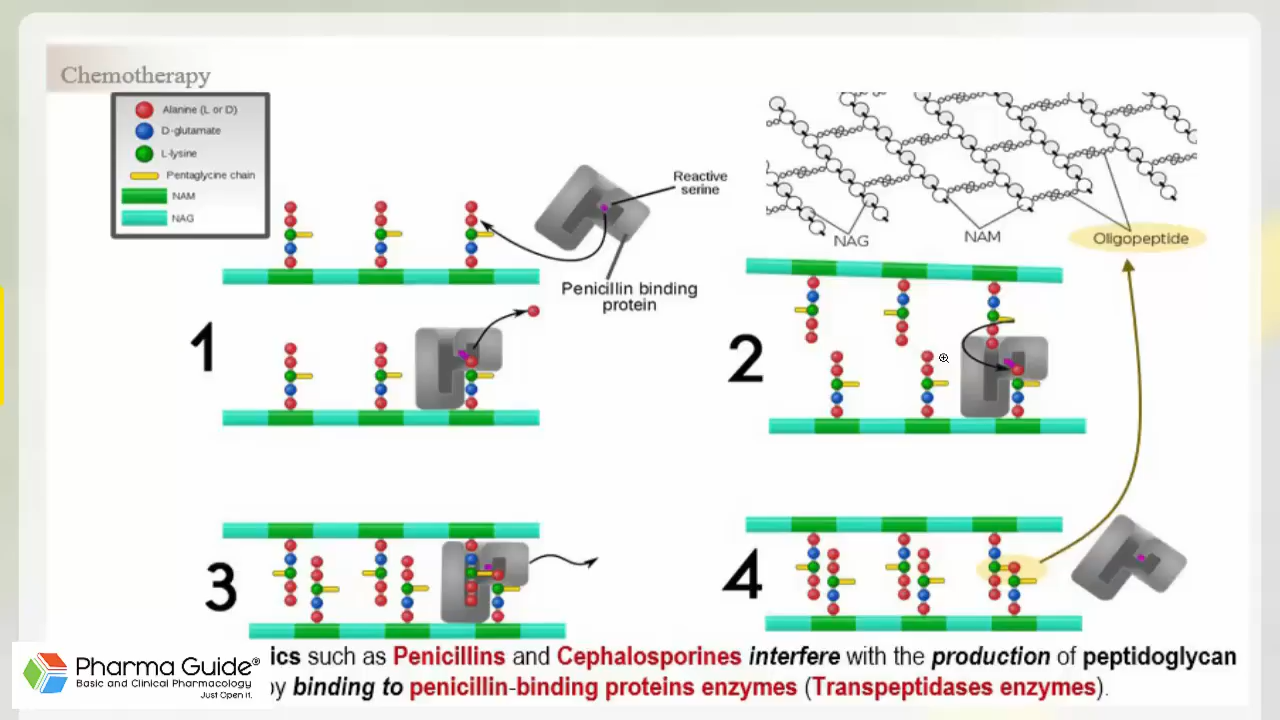 Chemotherapy
Alanine (L or D)
D-glutamate
L-lysine
Pentaglycine chain
NAM
NAG
Reactive
serine
Penicillin binding
protein
NAG
NAM
Oligopeptide
1
2
3
4
ics such as Penicillins and Cephalosporines interfere with the production of peptidoglycan
by binding to penicillin-binding proteins enzymes (Transpeptidases enzymes).
Pharma Guide®
Basic and Clinical Pharmacology
Just Open it.